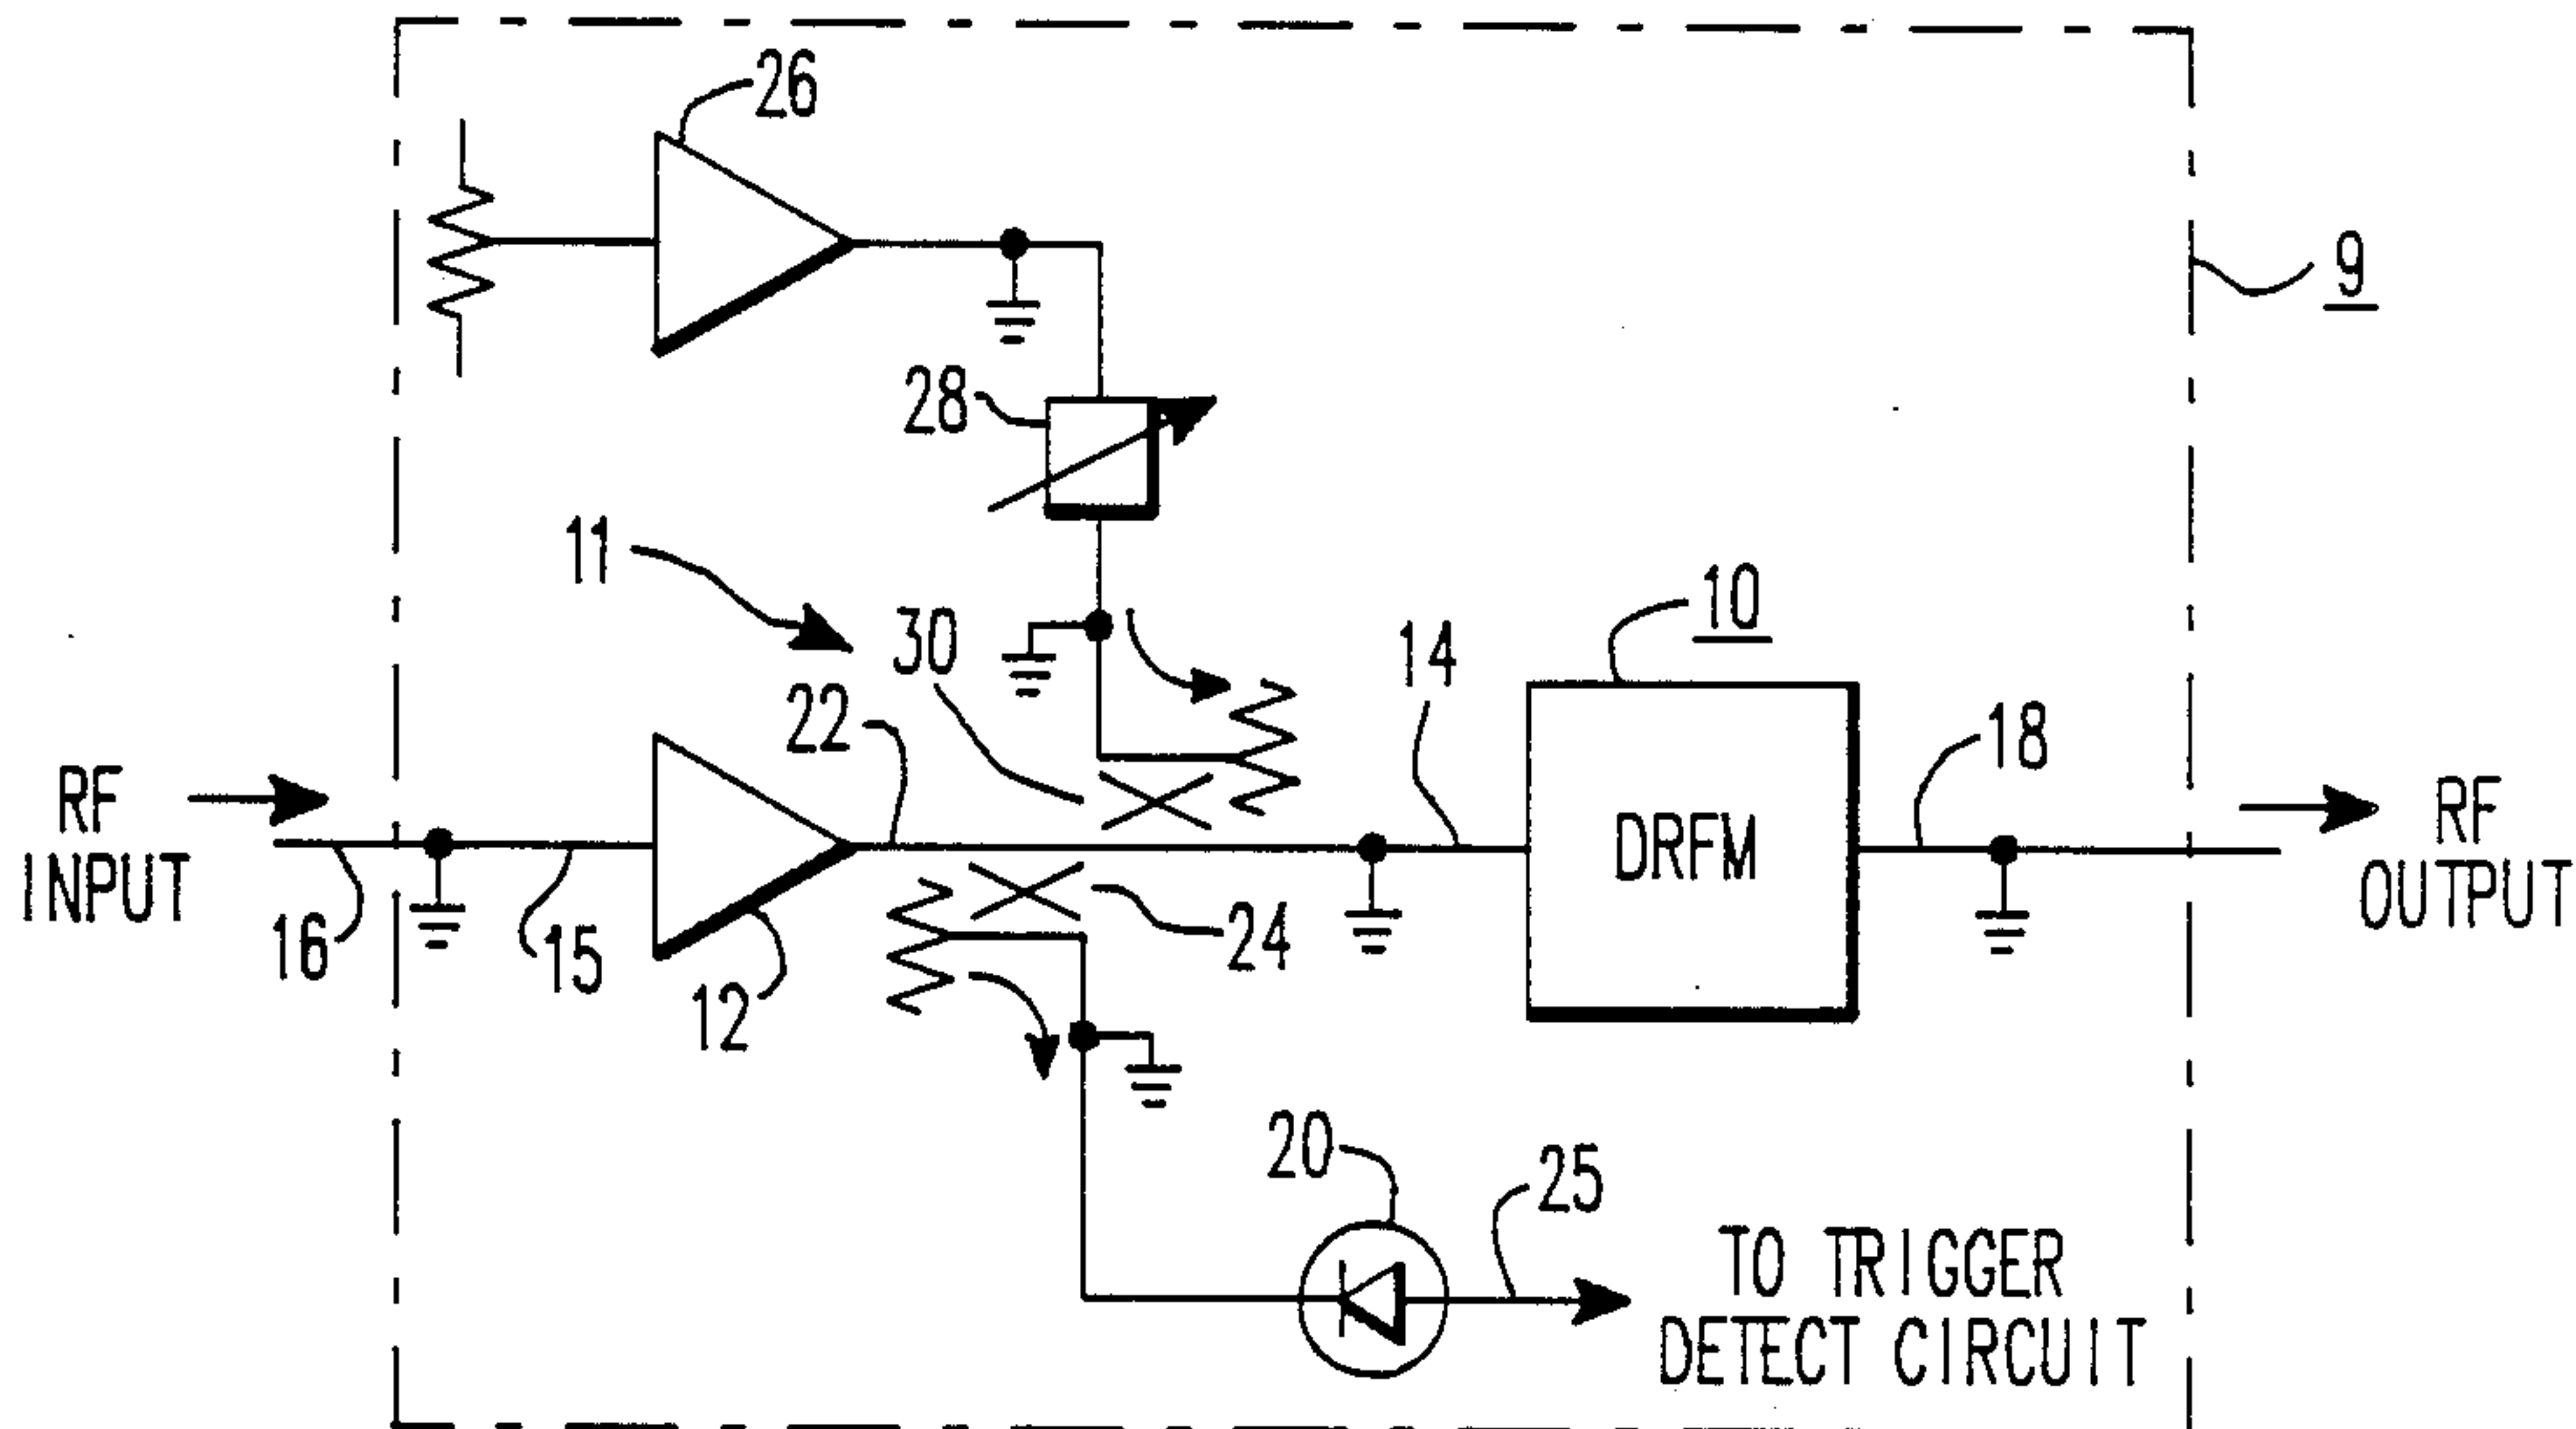 26
9
28
11
10
30
14
22
18
RF
INPUT
RF
OUTPUT
DRFM
16
15
12
24
20
25
TO TRIGGER
DETECT CIRCUIT